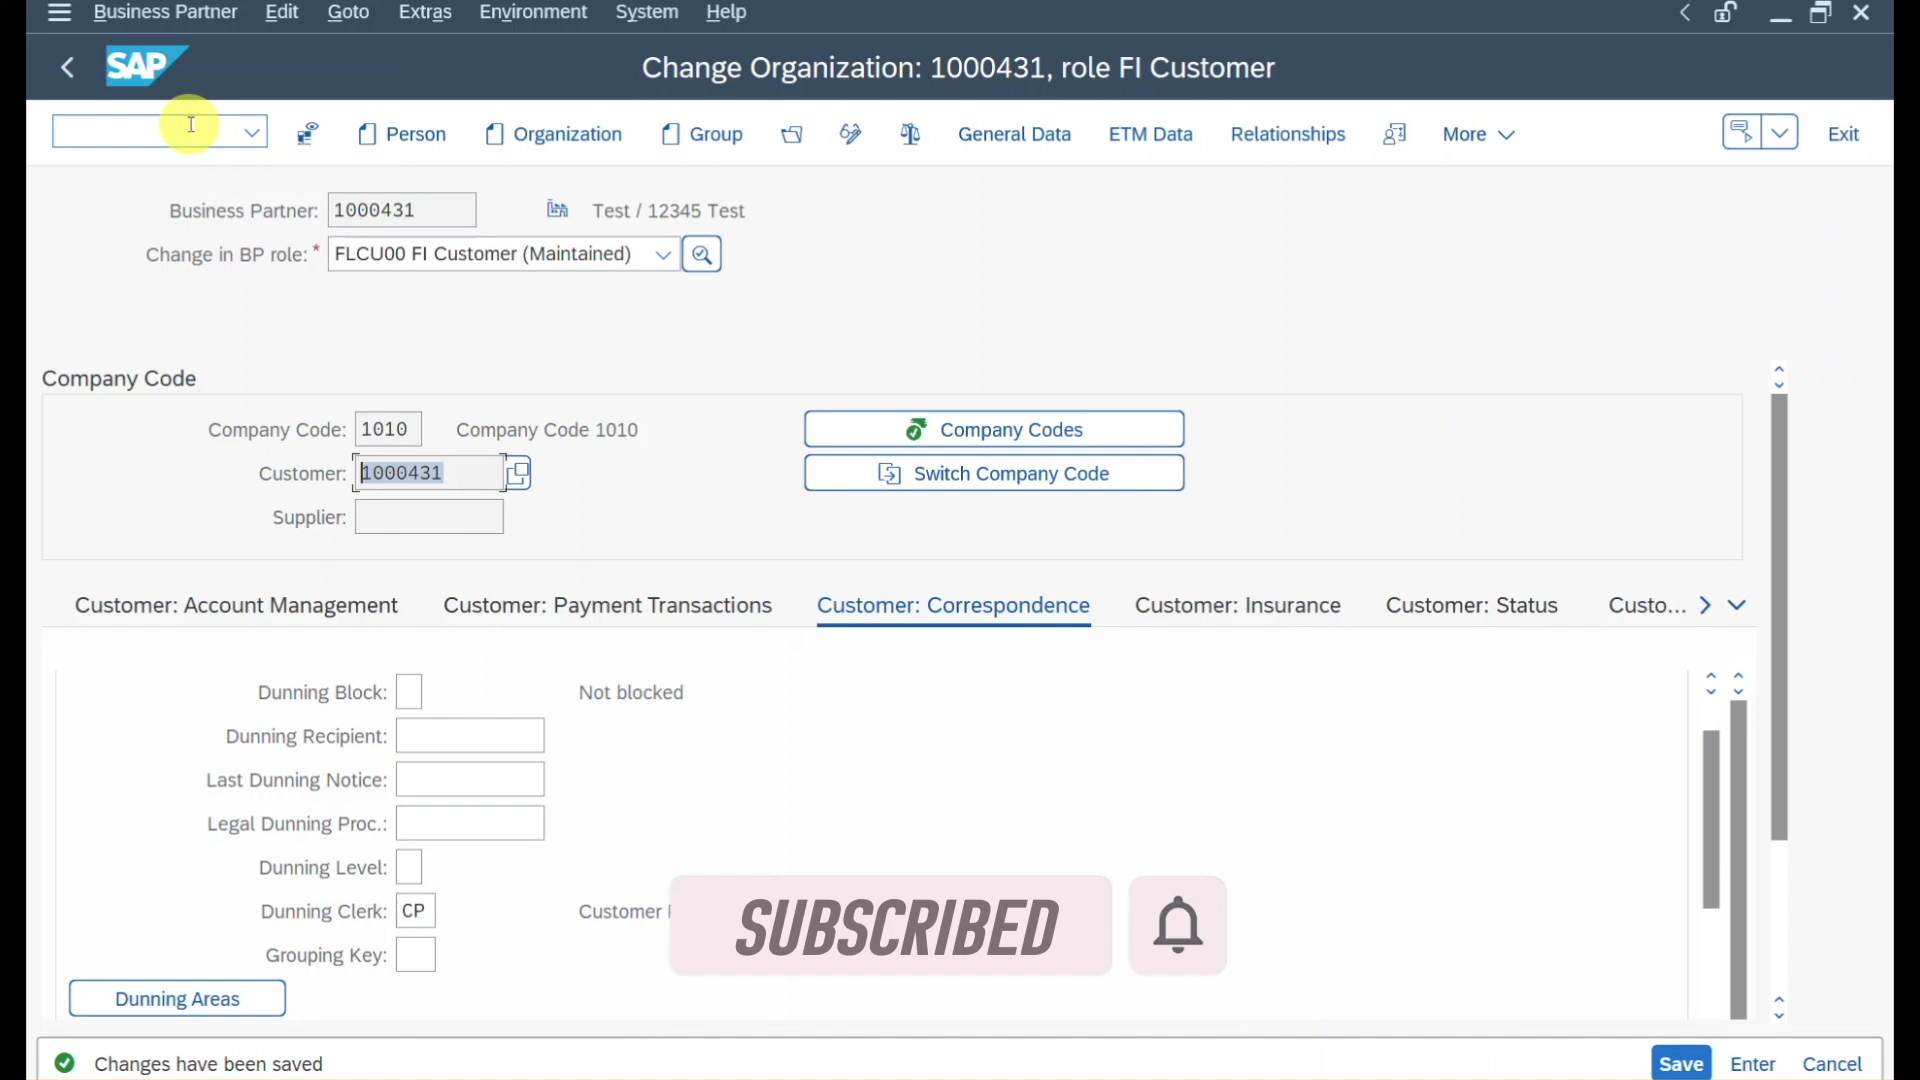 Business Partner Edit Goto Extras Environment System Help
SAP Change Organization: 1000431, role FI Customer
Person Organization Group General Data ETM Data Relationships More Exit
Business Partner: 1000431 Test / 12345 Test
Change in BP role: * FLCU00 FI Customer (Maintained)
Company Code
Company Code: 1010 Company Code 1010 Company Codes
Customer: 1000431 Switch Company Code
Supplier:
Customer: Account Management Customer: Payment Transactions Customer: Correspondence Customer: Insurance Customer: Status Custo...
Dunning Block: Not blocked
Dunning Recipient:
Last Dunning Notice:
Legal Dunning Proc.:
Dunning Level:
Dunning Clerk: CP Customer
SUBSCRIBED
Grouping Key:
Dunning Areas
Changes have been saved Save Enter Cancel